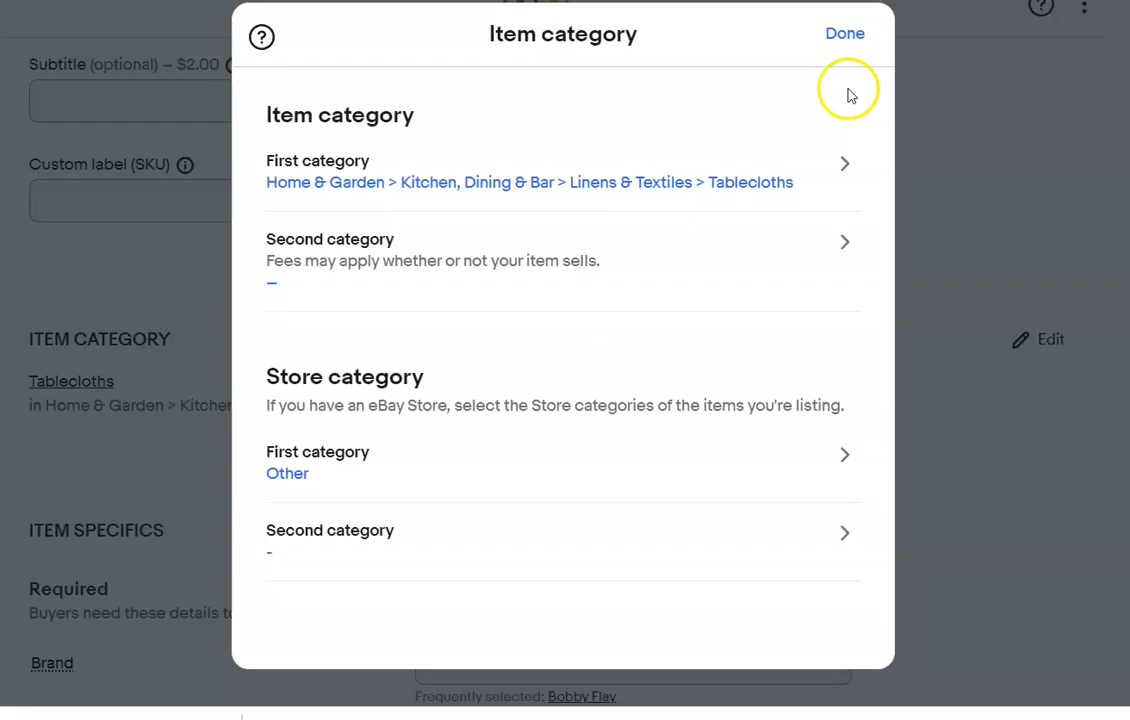 Item category
Done
Subtitle (optional) – $2.00
Item category
Custom label (SKU)
First category
Home & Garden > Kitchen, Dining & Bar > Linens & Textiles > Tablecloths
Second category
Fees may apply whether or not your item sells.
–
ITEM CATEGORY
Edit
Tablecloths
in Home & Garden > Kitchen
Store category
If you have an eBay Store, select the Store categories of the items you're listing.
First category
Other
ITEM SPECIFICS
Second category
-
Required
Buyers need these details
Brand
Frequently selected: Bobby Flay